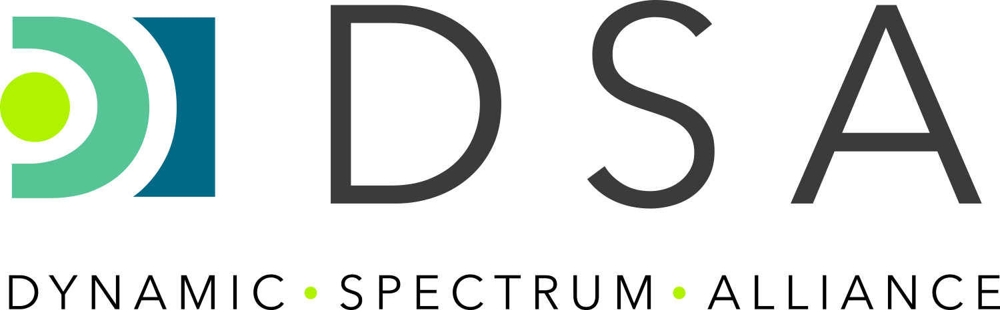 DSA
DYNAMIC • SPECTRUM • ALLIANCE